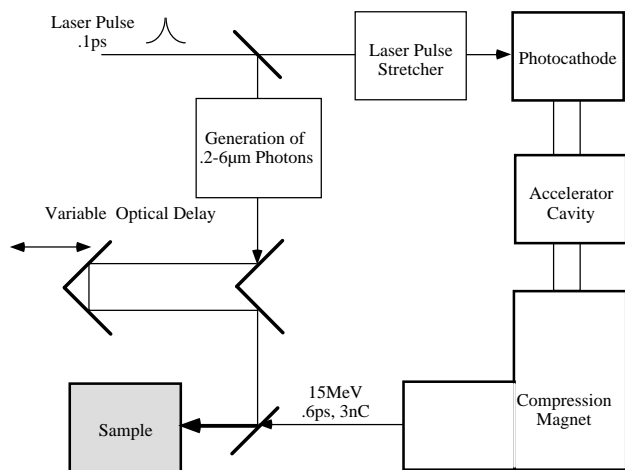 Laser Pulse
.1ps
Laser Pulse
Stretcher
Photocathode
Generation of
.2-6µm Photons
Accelerator
Cavity
Variable Optical Delay
15MeV
.6ps, 3nC
Compression
Magnet
Sample